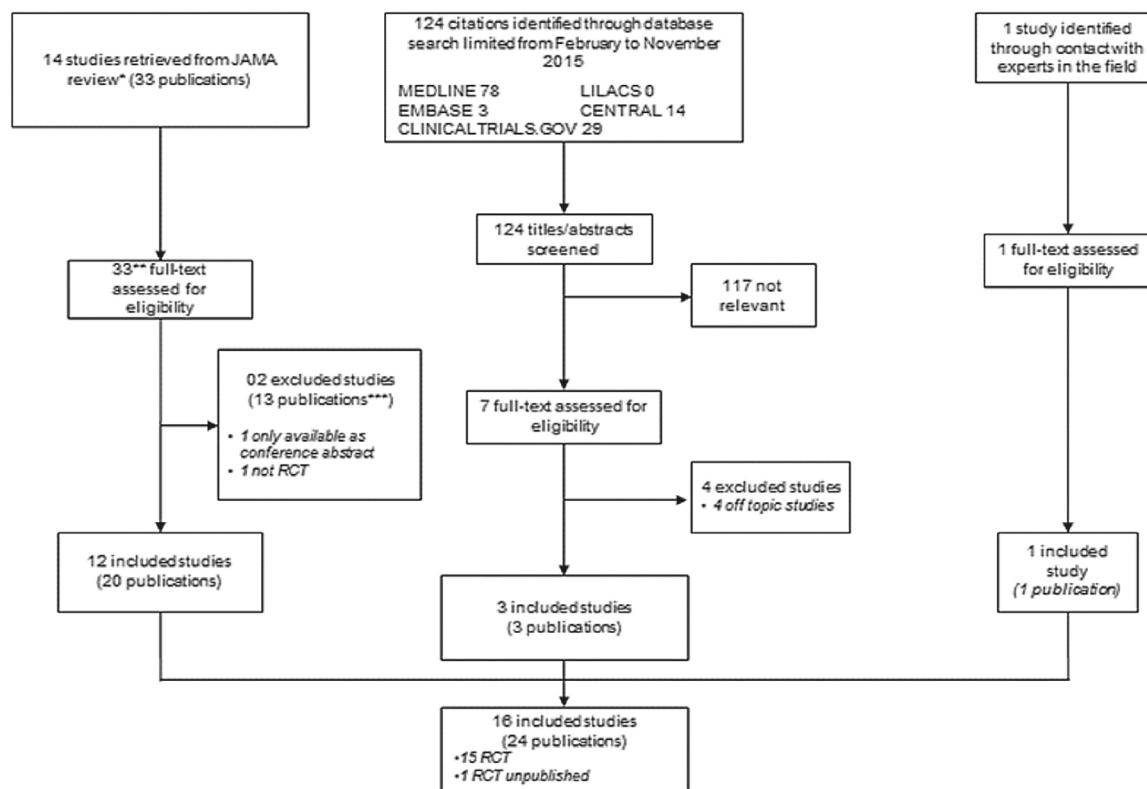 14 studies retrieved from JAMA
review* (33 publications)
124 citations identified through database
search limited from February to November
2015
MEDLINE 78 LILACS 0
EMBASE 3 CENTRAL 14
CLINICALTRIALS.GOV 29
1 study identified
through contact with
experts in the field
124 titles/abstracts
screened
1 full-text assessed
for eligibility
33** full-text
assessed for
eligibility
117 not
relevant
02 excluded studies
(13 publications***)
• 1 only available as
conference abstract
• 1 not RCT
7 full-text assessed for
eligibility
4 excluded studies
• 4 off topic studies
12 included studies
(20 publications)
1 included
study
(1 publication)
3 included studies
(3 publications)
16 included studies
(24 publications)
•15 RCT
•1 RCT unpublished